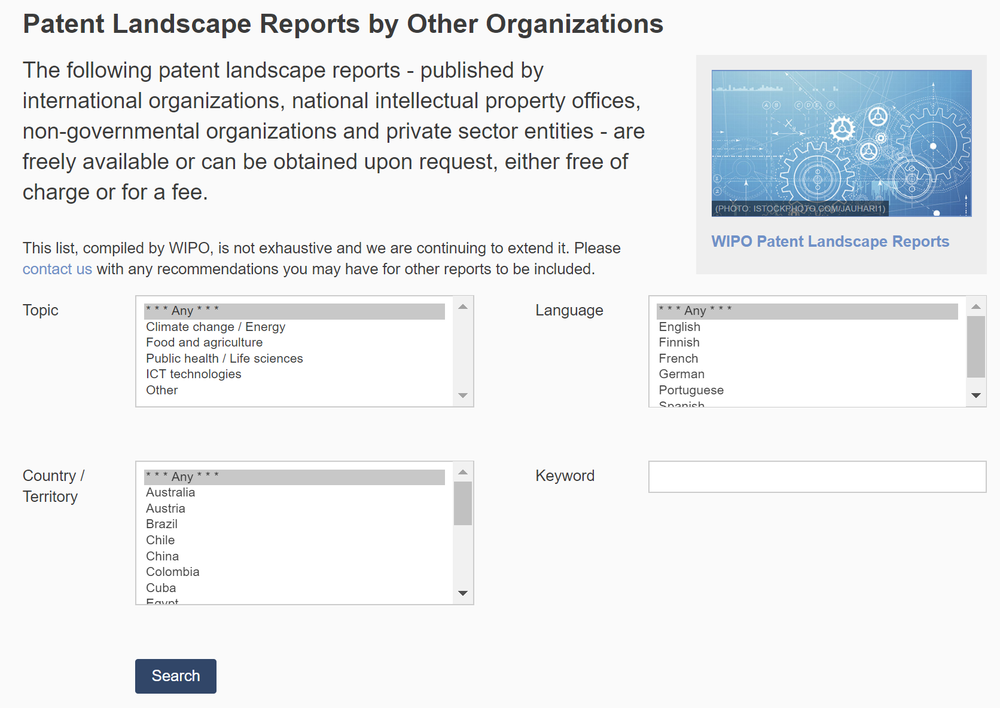 Patent Landscape Reports by Other Organizations
The following patent landscape reports - published by
international organizations, national intellectual property offices,
non-governmental organizations and private sector entities - are
freely available or can be obtained upon request, either free of
charge or for a fee.
A B C D E F
X y
1
2
(PHOTO: ISTOCKPHOTO.COM/JAUHARI1)
WIPO Patent Landscape Reports
This list, compiled by WIPO, is not exhaustive and we are continuing to extend it. Please
contact us with any recommendations you may have for other reports to be included.
Topic
* * * Any * * *
Climate change / Energy
Food and agriculture
Public health / Life sciences
ICT technologies
Other
Language
* * * Any * * *
English
Finnish
French
German
Portuguese
Spanish
Country /
Territory
* * * Any * * *
Australia
Austria
Brazil
Chile
China
Colombia
Cuba
Egypt
Keyword
Search